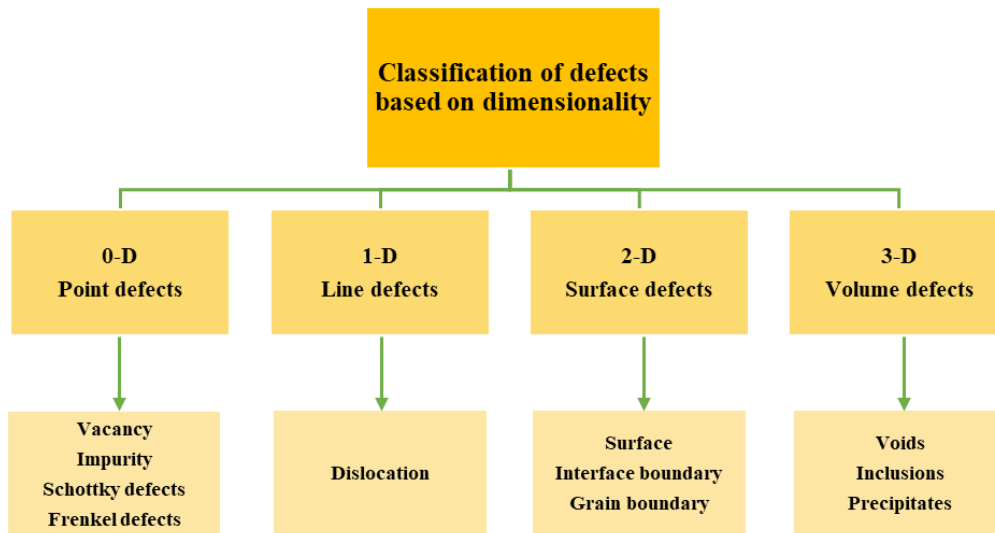 Classification of defects
based on dimensionality
0-D
Point defects
1-D
Line defects
2-D
Surface defects
3-D
Volume defects
Vacancy
Impurity
Schottky defects
Frenkel defects
Dislocation
Surface
Interface boundary
Grain boundary
Voids
Inclusions
Precipitates